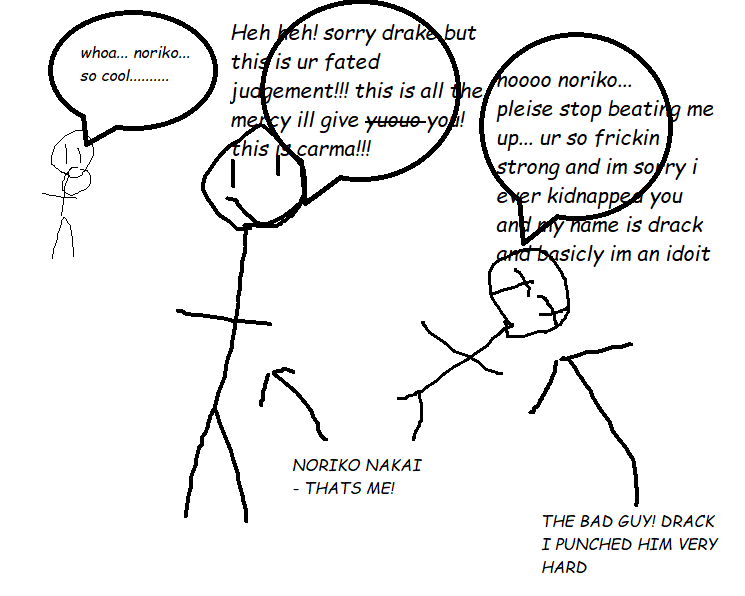 whoa... noriko...
so cool..........
Heh heh! sorry drake but
this is ur fated
judgement!!! this is all the
mercy ill give yuouo you!
this is carma!!!
noooo noriko...
pleise stop beating me
up... ur so frickin
strong and im sorry i
ever kidnapped you
and my name is drack
and basicly im an idoit
NORIKO NAKAI
- THATS ME!
THE BAD GUY! DRACK
I PUNCHED HIM VERY
HARD